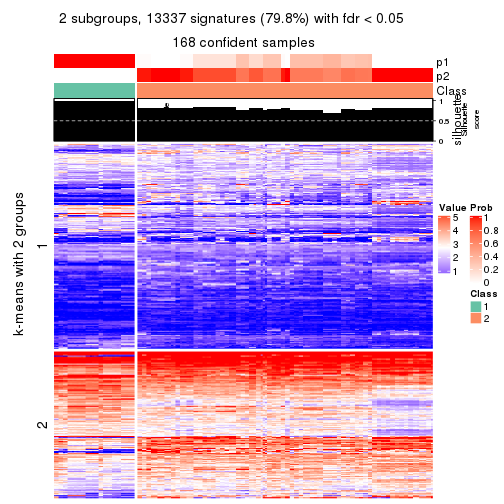 2 subgroups, 13337 signatures (79.8%) with fdr < 0.05
168 confident samples
p1
p2
Class
1
0.5
0
silhouette
Silhouette
score
k-means with 2 groups
1
2
Value
5
4
3
2
1
Prob
1
0.8
0.6
0.4
0.2
0
Class
1
2